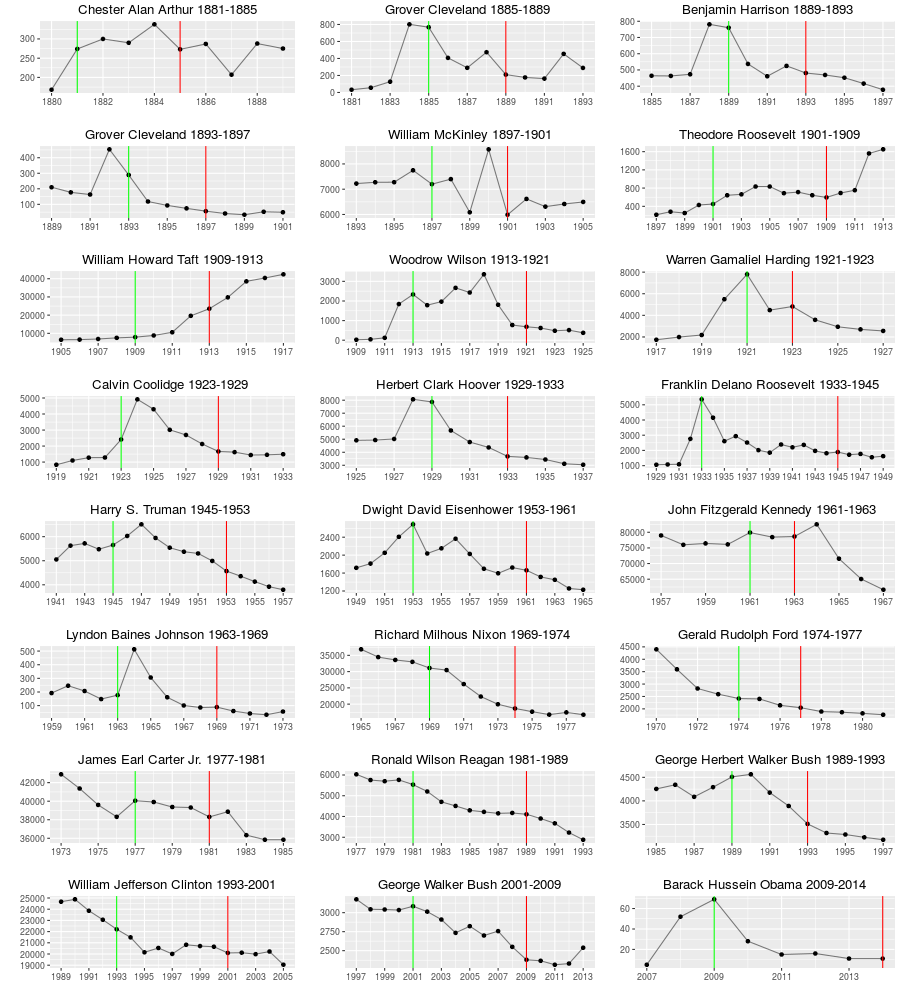 Chester Alan Arthur 1881-1885
300
250
200
1880 1882 1884 1886 1888
Grover Cleveland 1885-1889
800
600
400
200
0
1881 1883 1885 1887 1889 1891 1893
Benjamin Harrison 1889-1893
800
700
600
500
400
1885 1887 1889 1891 1893 1895 1897
Grover Cleveland 1893-1897
400
300
200
100
1889 1891 1893 1895 1897 1899 1901
William McKinley 1897-1901
8000
7000
6000
1893 1895 1897 1899 1901 1903 1905
Theodore Roosevelt 1901-1909
1600
1200
800
400
1897 1899 1901 1903 1905 1907 1909 1911 1913
William Howard Taft 1909-1913
40000
30000
20000
10000
1905 1907 1909 1911 1913 1915 1917
Woodrow Wilson 1913-1921
3000
2000
1000
0
1909 1911 1913 1915 1917 1919 1921 1923 1925
Warren Gamaliel Harding 1921-1923
8000
6000
4000
2000
1917 1919 1921 1923 1925 1927
Calvin Coolidge 1923-1929
5000
4000
3000
2000
1000
1919 1921 1923 1925 1927 1929 1931 1933
Herbert Clark Hoover 1929-1933
8000
7000
6000
5000
4000
3000
1925 1927 1929 1931 1933 1935 1937
Franklin Delano Roosevelt 1933-1945
5000
4000
3000
2000
1000
1929 1931 1933 1935 1937 1939 1941 1943 1945 1947 1949
Harry S. Truman 1945-1953
6000
5000
4000
1941 1943 1945 1947 1949 1951 1953 1955 1957
Dwight David Eisenhower 1953-1961
2400
2000
1600
1200
1949 1951 1953 1955 1957 1959 1961 1963 1965
John Fitzgerald Kennedy 1961-1963
80000
75000
70000
65000
1957 1959 1961 1963 1965 1967
Lyndon Baines Johnson 1963-1969
500
400
300
200
100
1959 1961 1963 1965 1967 1969 1971 1973
Richard Milhous Nixon 1969-1974
35000
30000
25000
20000
1965 1967 1969 1971 1973 1975 1977
Gerald Rudolph Ford 1974-1977
4500
4000
3500
3000
2500
2000
1970 1972 1974 1976 1978 1980
James Earl Carter Jr. 1977-1981
42000
40000
38000
36000
1973 1975 1977 1979 1981 1983 1985
Ronald Wilson Reagan 1981-1989
6000
5000
4000
3000
1977 1979 1981 1983 1985 1987 1989 1991 1993
George Herbert Walker Bush 1989-1993
4500
4000
3500
1985 1987 1989 1991 1993 1995 1997
William Jefferson Clinton 1993-2001
25000
24000
23000
22000
21000
20000
19000
1989 1991 1993 1995 1997 1999 2001 2003 2005
George Walker Bush 2001-2009
3000
2750
2500
1997 1999 2001 2003 2005 2007 2009 2011 2013
Barack Hussein Obama 2009-2014
60
40
20
2007 2009 2011 2013